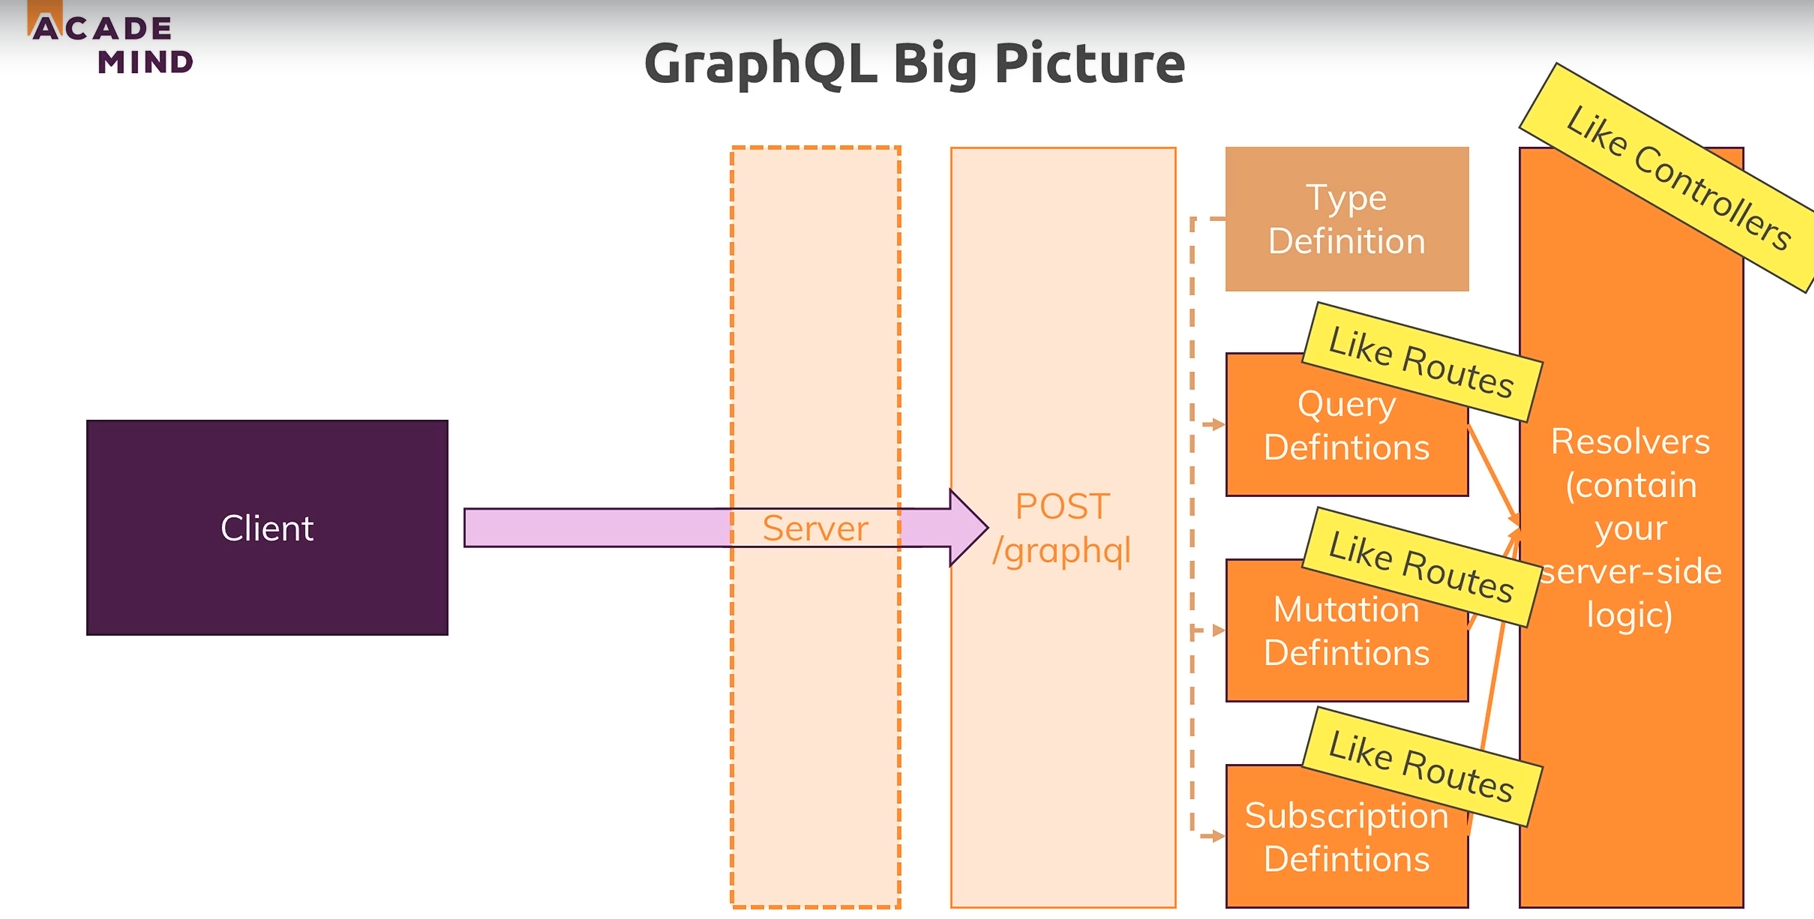 ACADE
MIND
GraphQL Big Picture
Client
Server
POST
/graphql
Type
Definition
Like Routes
Query
Defintions
Like Routes
Mutation
Defintions
Like Routes
Subscription
Defintions
Like Controllers
Resolvers
(contain
your
server-side
logic)